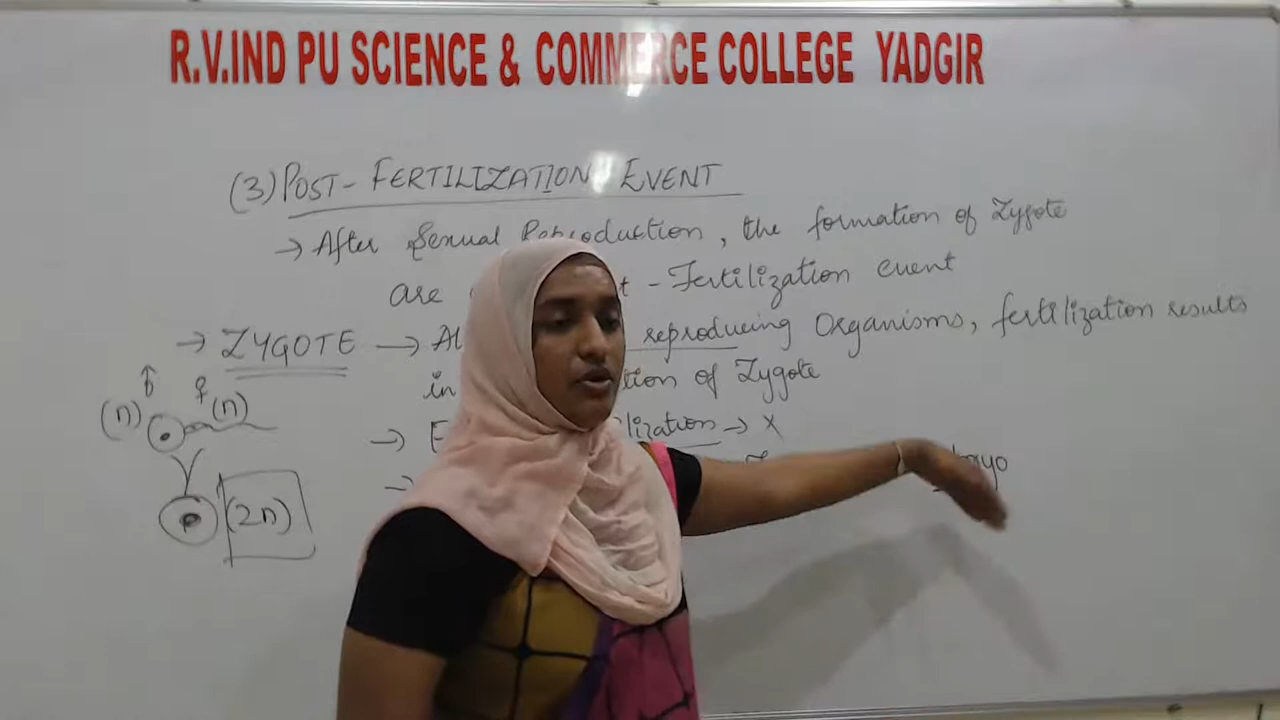 R.V.IND PU SCIENCE & COMMERCE COLLEGE YADGIR
(3) POST-FERTILIZATION EVENT
→ After Sexual Reproduction, the formation of Zygote
are - Fertilization event
→ ZYGOTE → reproducing Organisms, fertilization results
in of Zygote
(n) ♀ (n)
→ → X
→
(2n)